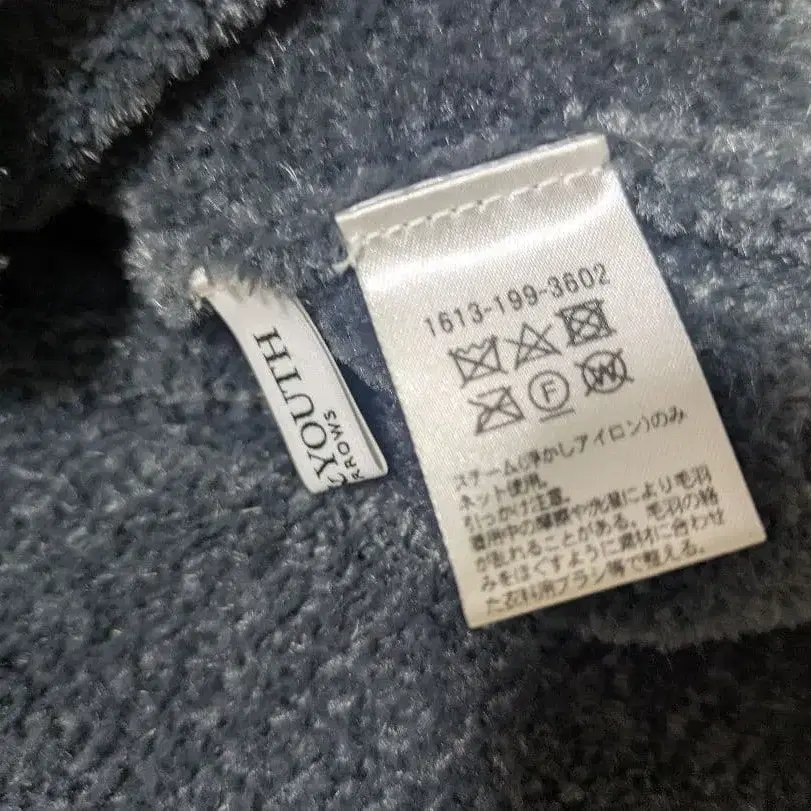 1613-199-3602
F
W
スチーム(浮かしアイロン)のみ
ネット使用。
引っかけ注意。
着用中の摩擦や洗濯により毛羽
が乱れることがある。毛羽の絡
みをほぐすように素材に合わせ
た衣料用ブラシ等で整える。
YOUTH
RROWS